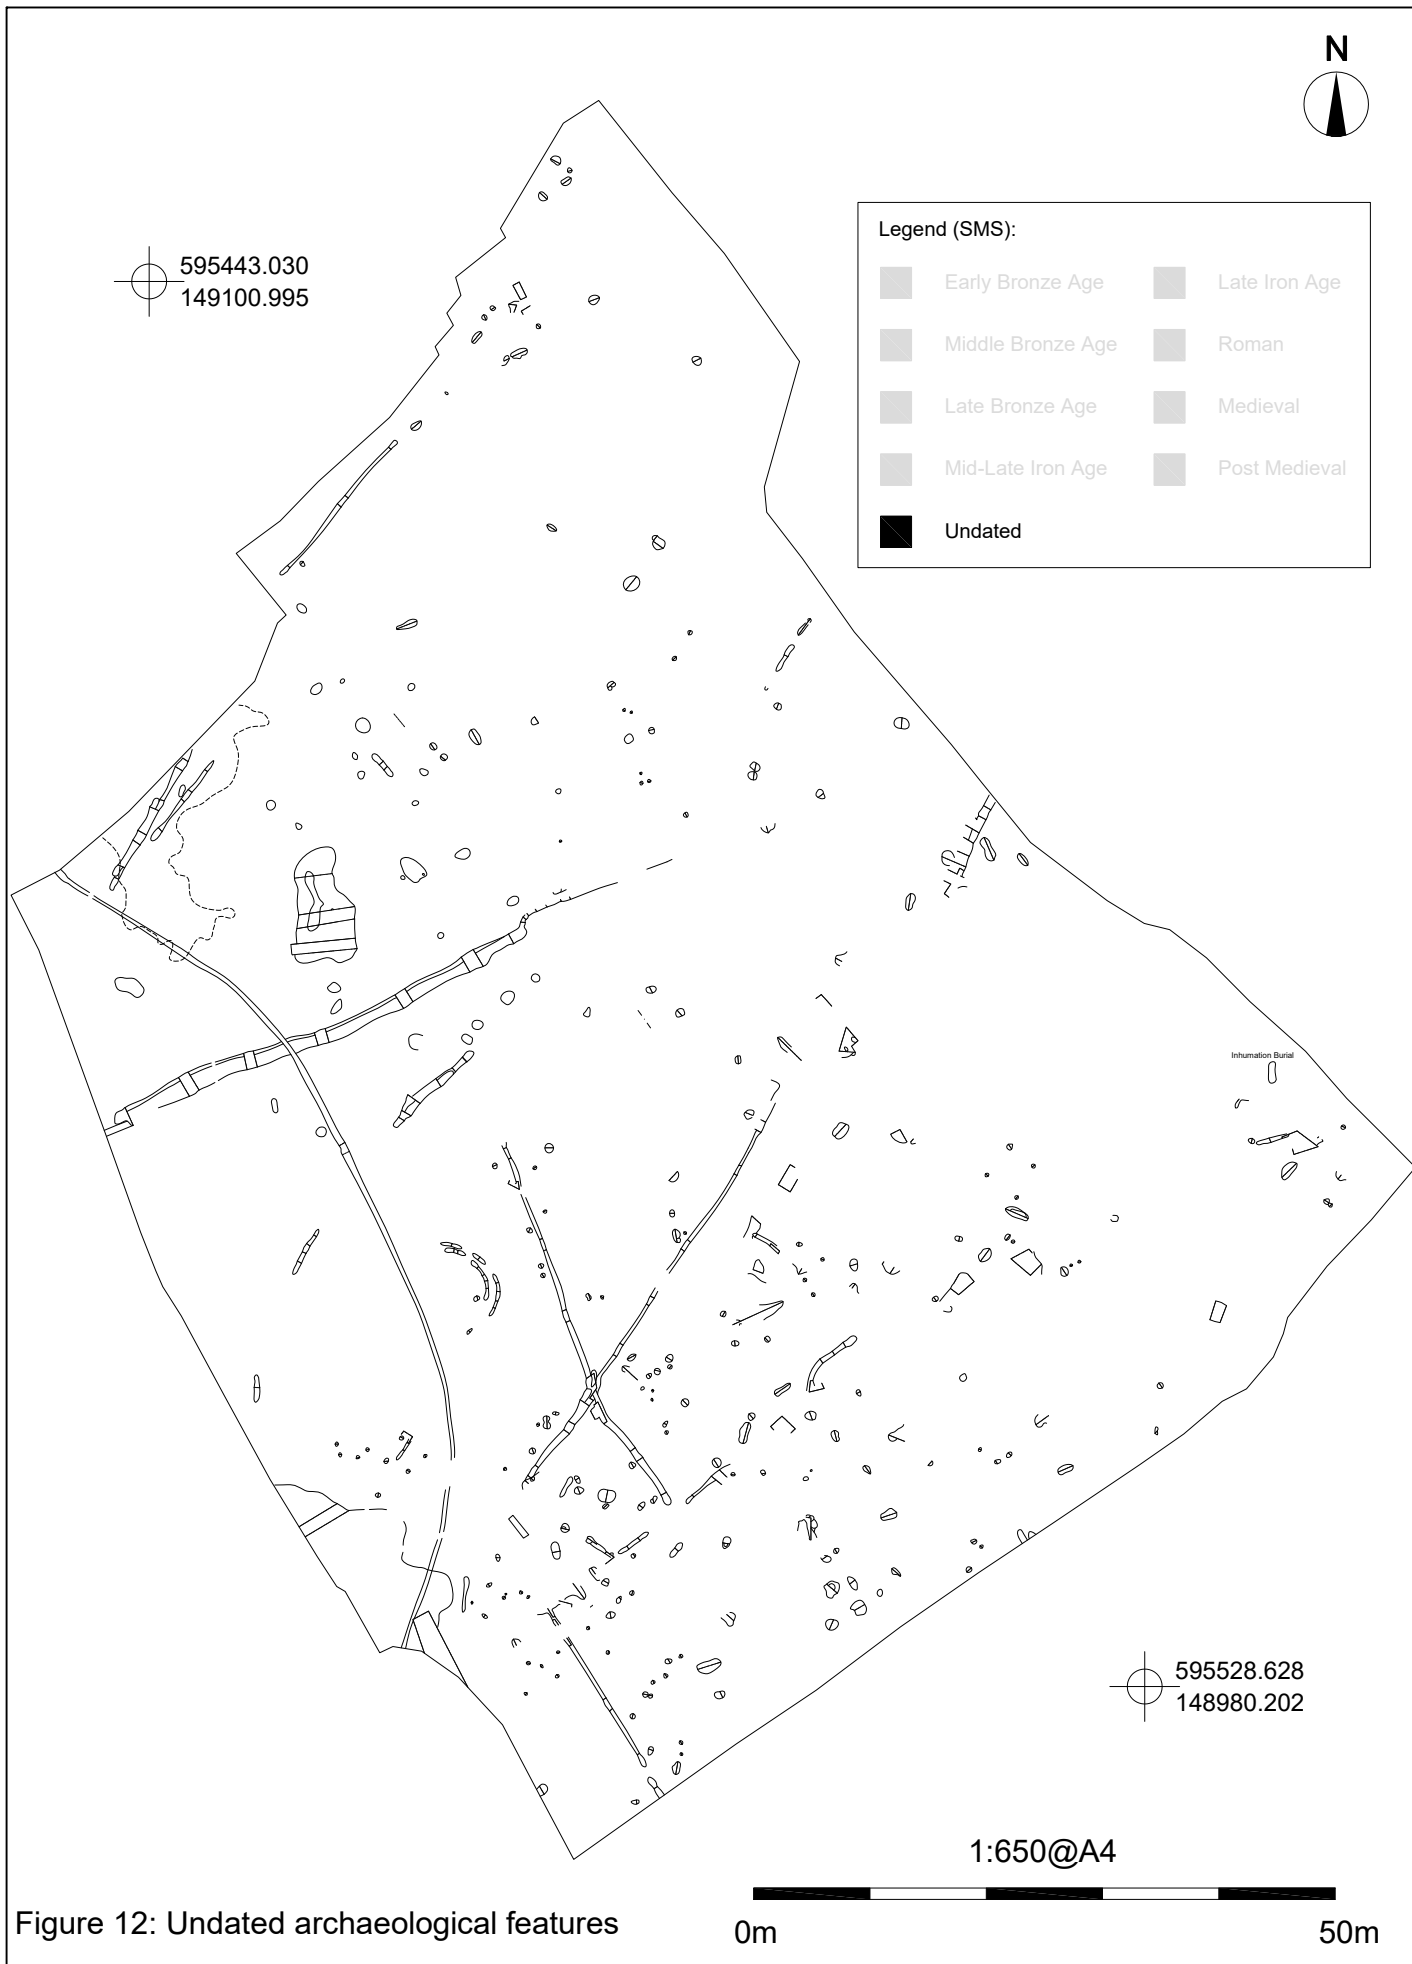 N
595443.030
149100.995
Legend (SMS):
Early Bronze Age
Late Iron Age
Middle Bronze Age
Roman
Late Bronze Age
Medieval
Mid-Late Iron Age
Post Medieval
Undated
Inhumation Burial
595528.628
148980.202
1:650@A4
0m
50m
Figure 12: Undated archaeological features